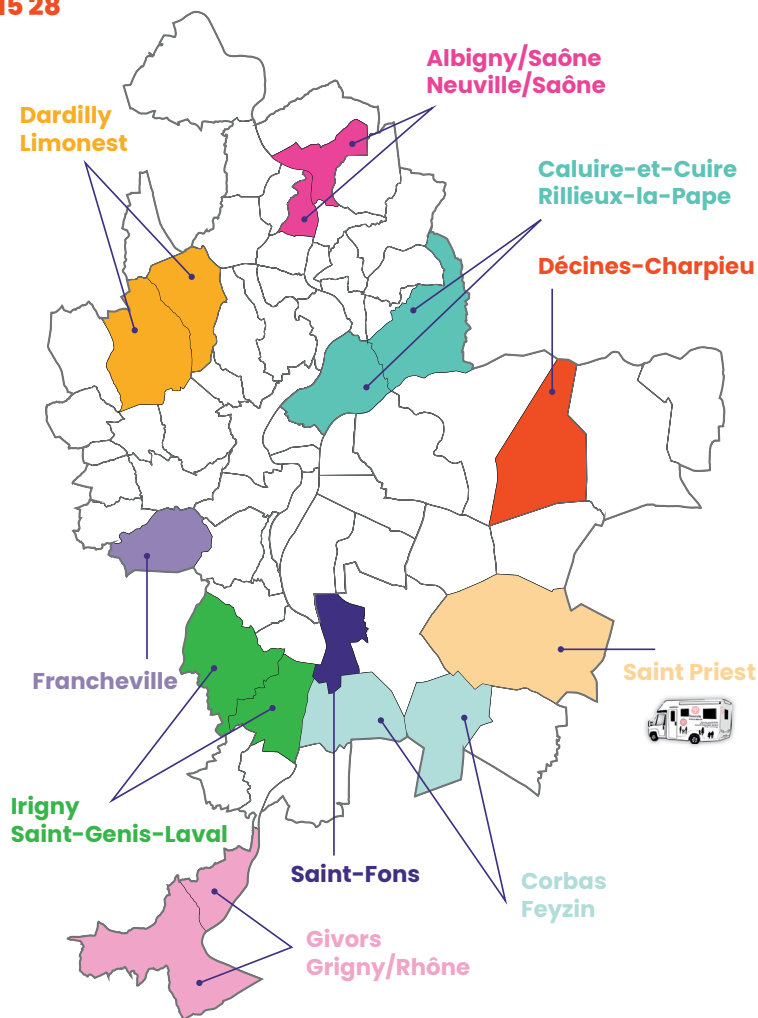 15 28
Albigny/Saône
Neuville/Saône
Dardilly
Limonest
Caluire-et-Cuire
Rillieux-la-Pape
Décines-Charpieu
Francheville
Saint Priest
Irigny
Saint-Genis-Laval
Saint-Fons
Corbas
Feyzin
Givors
Grigny/Rhône